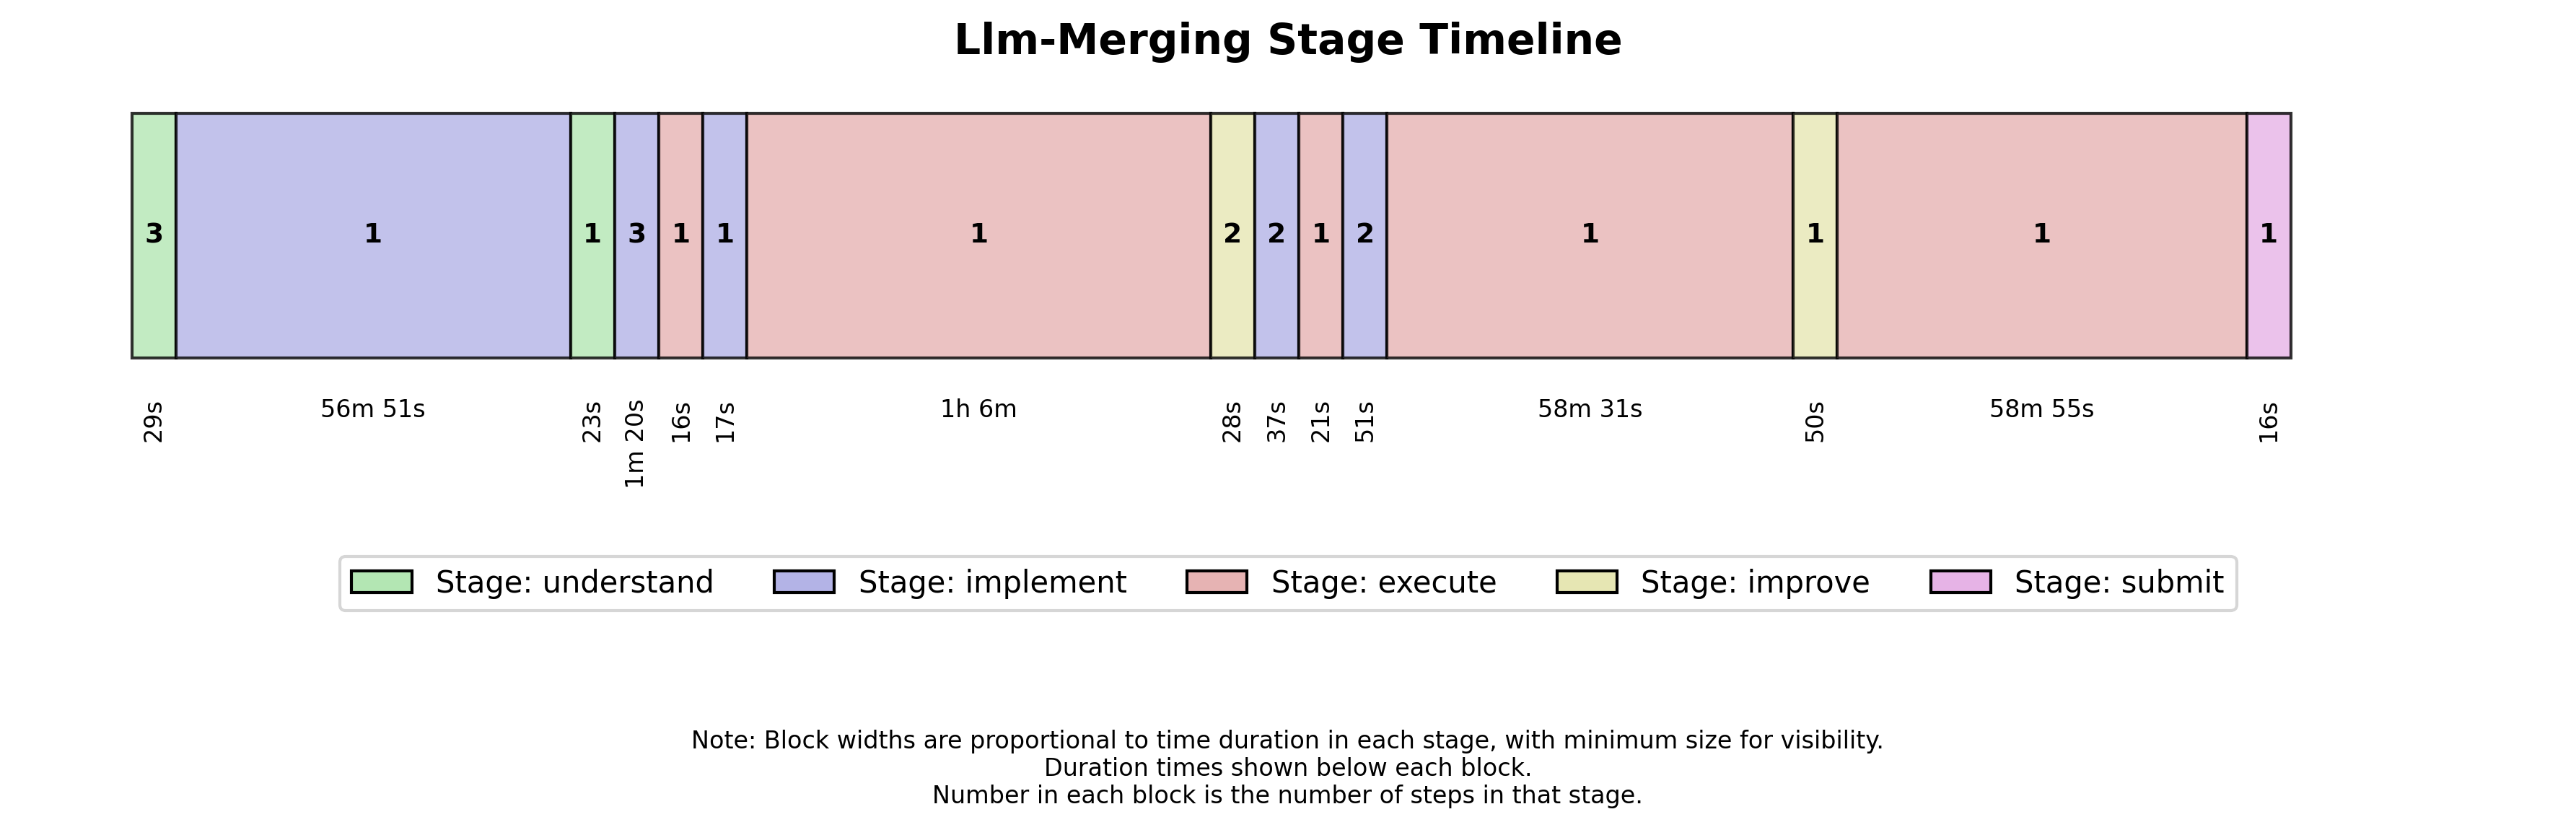 Llm-Merging Stage Timeline
3 1 1 3 1 1 1 2 2 1 2 1 1 1 1
29s 56m 51s 23s 1m 20s 16s 17s 1h 6m 28s 37s 21s 51s 58m 31s 50s 58m 55s 16s
Stage: understand Stage: implement Stage: execute Stage: improve Stage: submit
Note: Block widths are proportional to time duration in each stage, with minimum size for visibility.
Duration times shown below each block.
Number in each block is the number of steps in that stage.